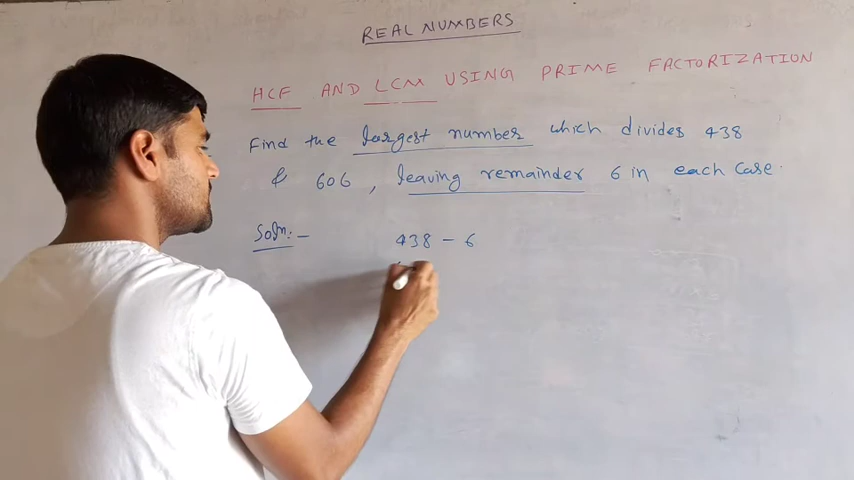 REAL NUMBERS
HCF AND LCM USING PRIME FACTORIZATION
Find the largest number which divides 438
& 606, leaving remainder 6 in each case.
Soln:-
438 - 6